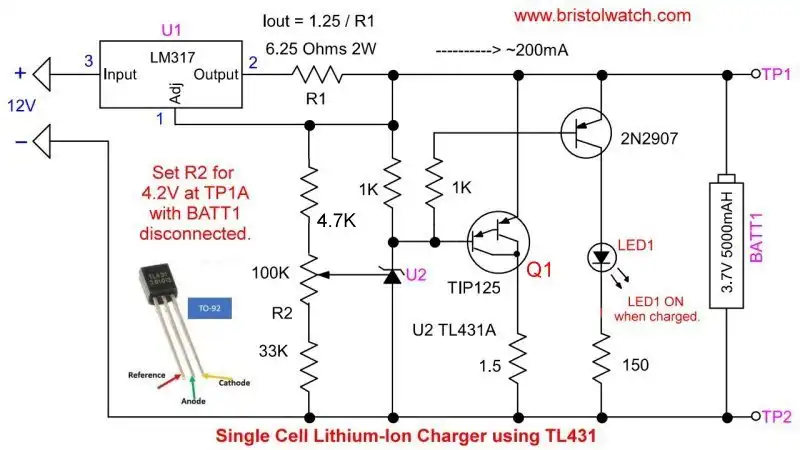 www.bristolwatch.com
U1
Iout = 1.25 / R1
LM317
6.25 Ohms 2W
----------> ~200mA
+
3
Input
Output
2
TP1
Adj
R1
12V
1
–
2N2907
Set R2 for
4.2V at TP1A
with BATT1
disconnected.
1K
1K
4.7K
3.7V 5000mAH
BATT1
LED1
Q1
TL431
100K
U2
TIP125
TO-92
R2
LED1 ON
when charged.
U2 TL431A
33K
1.5
150
Reference
Cathode
Anode
TP2
Single Cell Lithium-Ion Charger using TL431